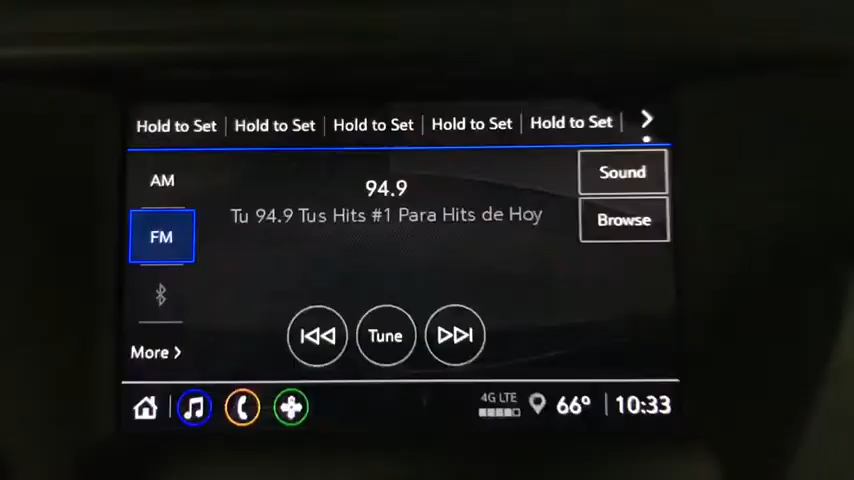 Hold to Set Hold to Set Hold to Set Hold to Set Hold to Set
AM
94.9
Sound
Tu 94.9 Tus Hits #1 Para Hits de Hoy
Browse
FM
Tune
More
4G LTE
66° 10:33